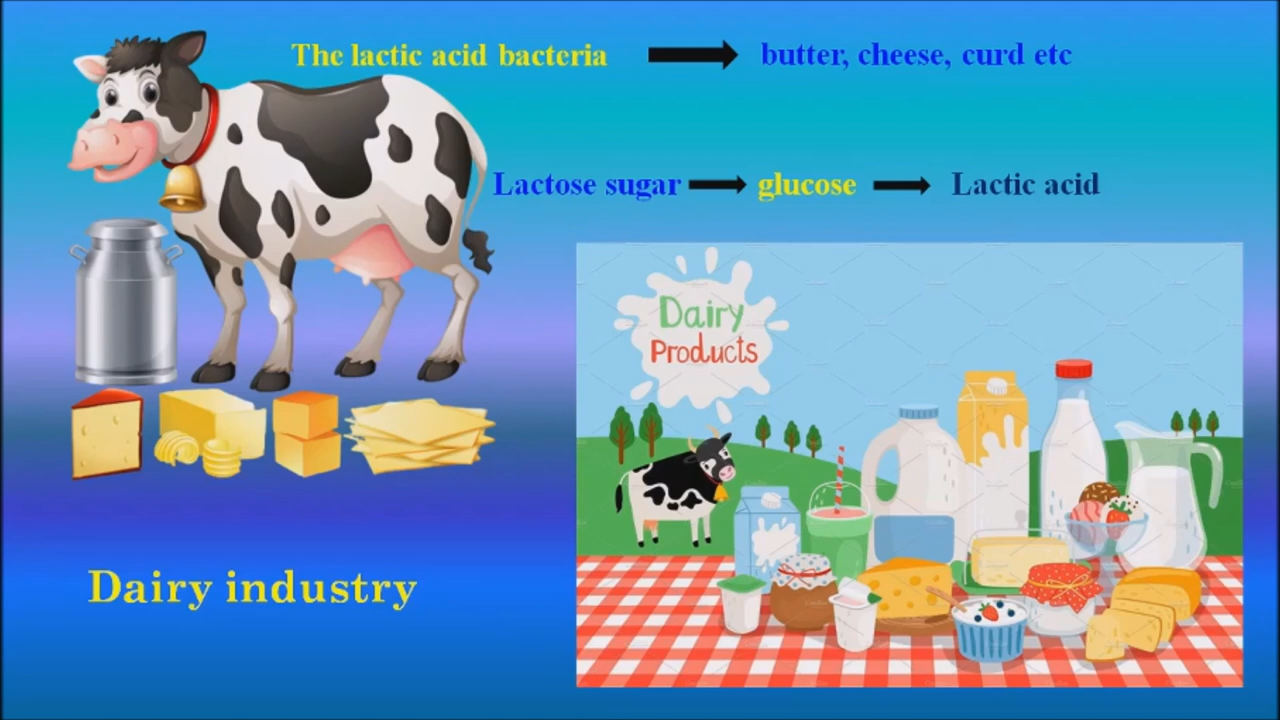 The lactic acid bacteria → butter, cheese, curd etc
Lactose sugar → glucose → Lactic acid
Dairy
Products
Dairy industry